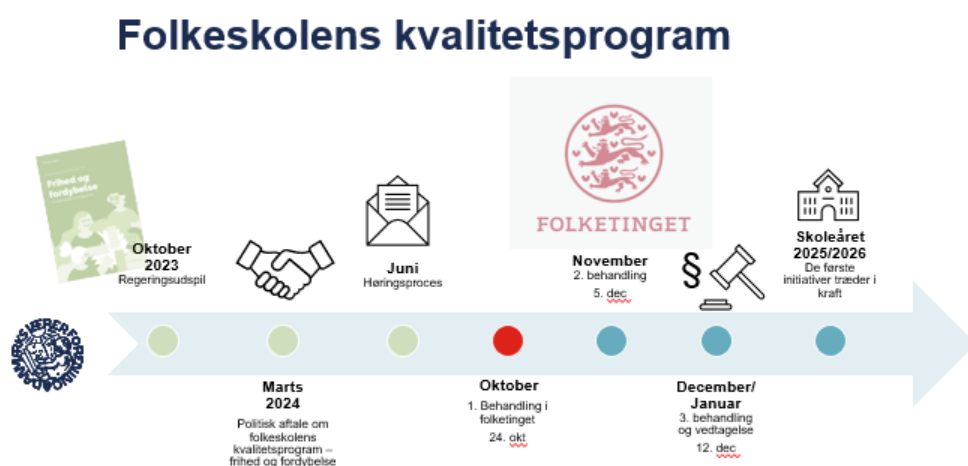 Folkeskolens kvalitetsprogram
Frihed og
fordybelse
Oktober
2023
Regeringsudspil
Marts
2024
Politisk aftale om
folkeskolens
kvalitetsprogram –
frihed og fordybelse
Juni
Høringsproces
Oktober
1. Behandling i
folketinget
24. okt
FOLKETINGET
November
2. behandling
5. dec
§
December/
Januar
3. behandling
og vedtagelse
12. dec
Skoleåret
2025/2026
De første
initiativer træder i
kraft